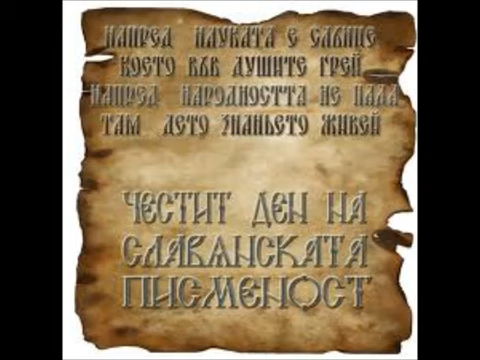 НАПРЕД НАУКАТА Е СЛЪНЦЕ
КОЕТО ВЪВ ДУШИТЕ ГРЕЙ
НАПРЕД НАРОДНОСТТА НЕ ПАДА
ТАМ ДЕТО ЗНАНЬЕТО ЖИВЕЙ
ЧЕСТИТ ДЕН НА
СЛАВЯНСКАТА
ПИСМЕНОСТ